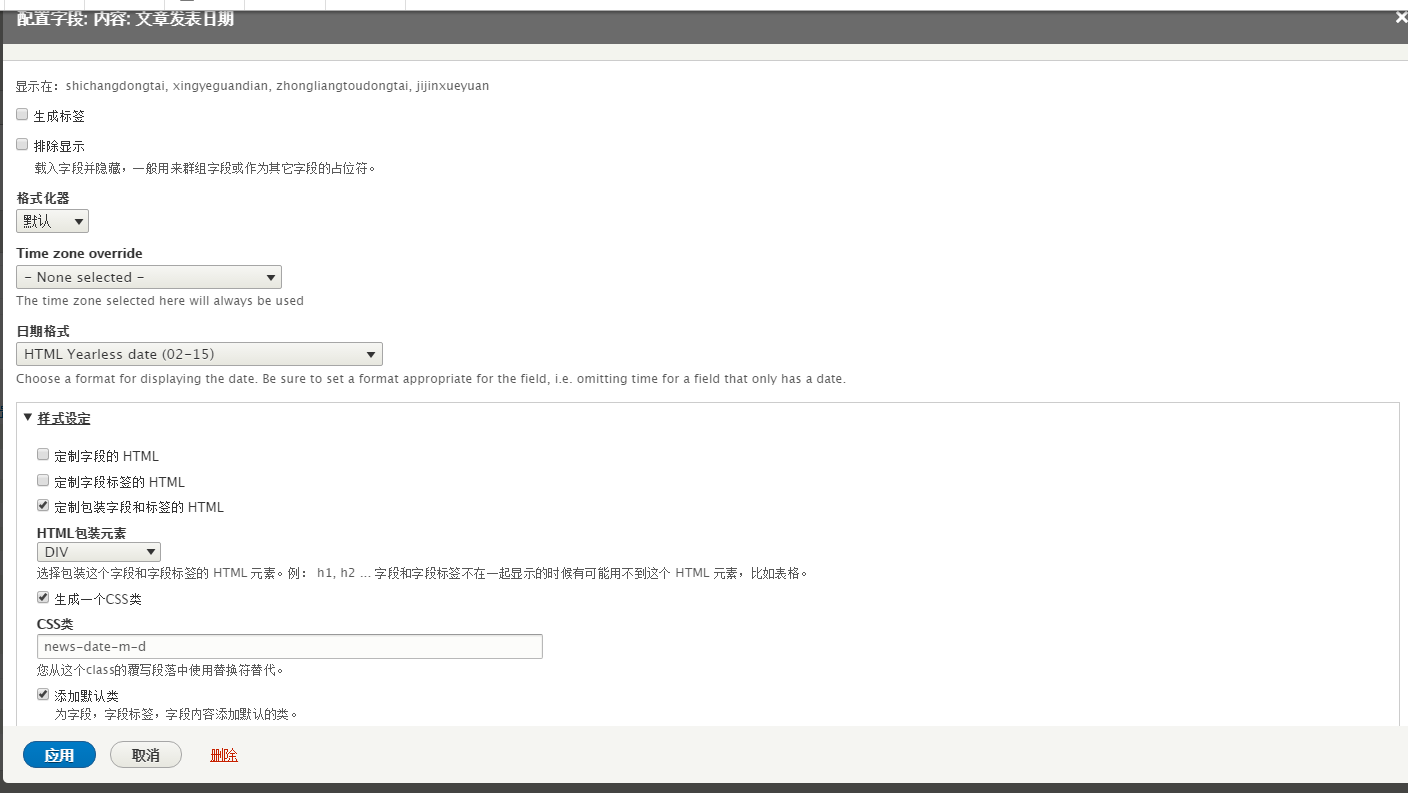 配置字段: 内容: 文章发表日期
显示在：shichangdongtai, xingyeguandian, zhongliangtoudongtai, jijinxueyuan
生成标签
排除显示
载入字段并隐藏，一般用来群组字段或作为其它字段的占位符。
格式化器
默认
Time zone override
- None selected -
The time zone selected here will always be used
日期格式
HTML Yearless date (02-15)
Choose a format for displaying the date. Be sure to set a format appropriate for the field, i.e. omitting time for a field that only has a date.
样式设定
定制字段的 HTML
定制字段标签的 HTML
定制包装字段和标签的 HTML
HTML包装元素
DIV
选择包装这个字段和字段标签的 HTML 元素。例： h1, h2 ... 字段和字段标签不在一起显示的时候有可能用不到这个 HTML 元素，比如表格。
生成一个CSS类
CSS类
news-date-m-d
您从这个class的覆写段落中使用替换符替代。
添加默认类
为字段，字段标签，字段内容添加默认的类。
应用 取消 删除